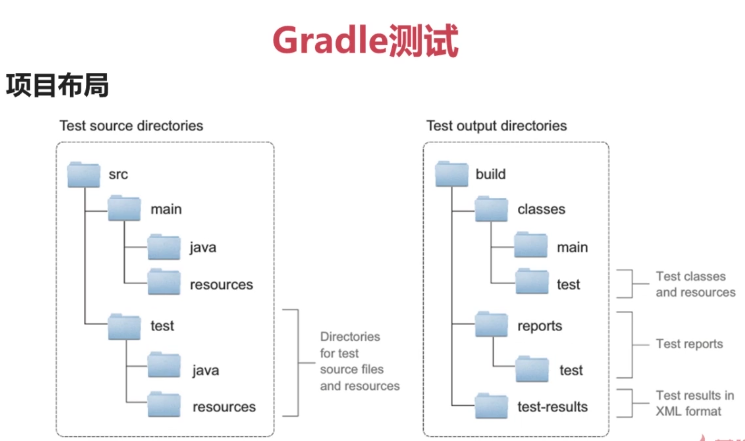 Gradle测试
项目布局
Test source directories
src
main
java
resources
test
java
resources
Directories
for test
source files
and resources
Test output directories
build
classes
main
test
Test classes
and resources
reports
test
Test reports
test-results
Test results in
XML format